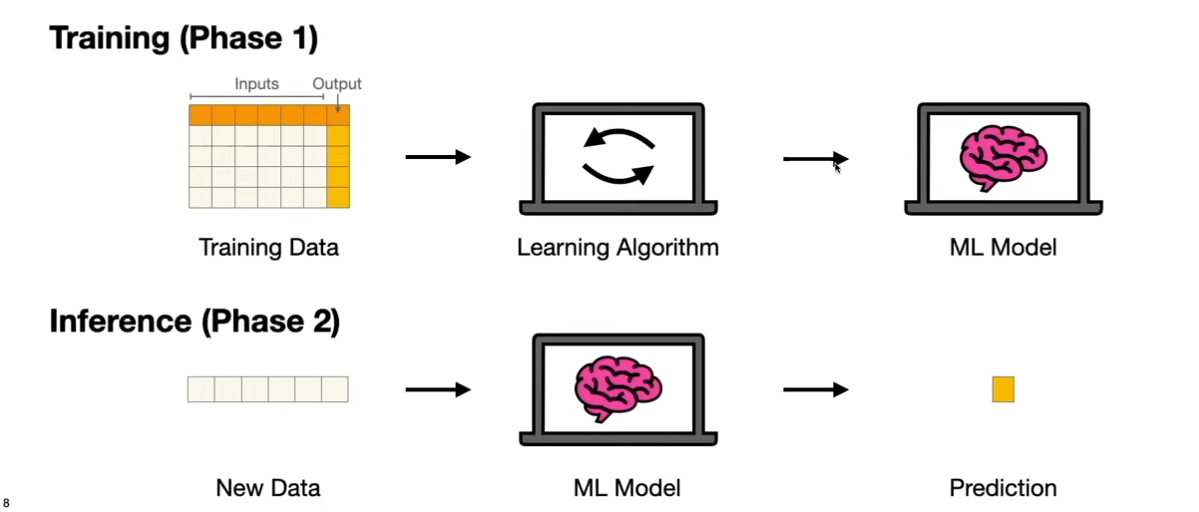 Training (Phase 1)
Inputs
Output
Training Data
Learning Algorithm
ML Model
Inference (Phase 2)
New Data
ML Model
Prediction
8